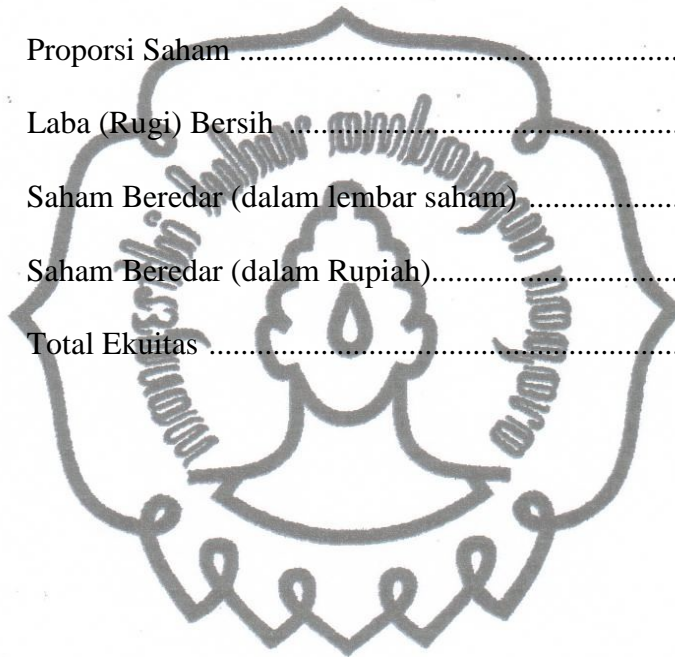 Proporsi Saham ......................................................
Laba (Rugi) Bersih ................................................
Saham Beredar (dalam lembar saham) ..................
Saham Beredar (dalam Rupiah)..............................
Total Ekuitas .........................................................